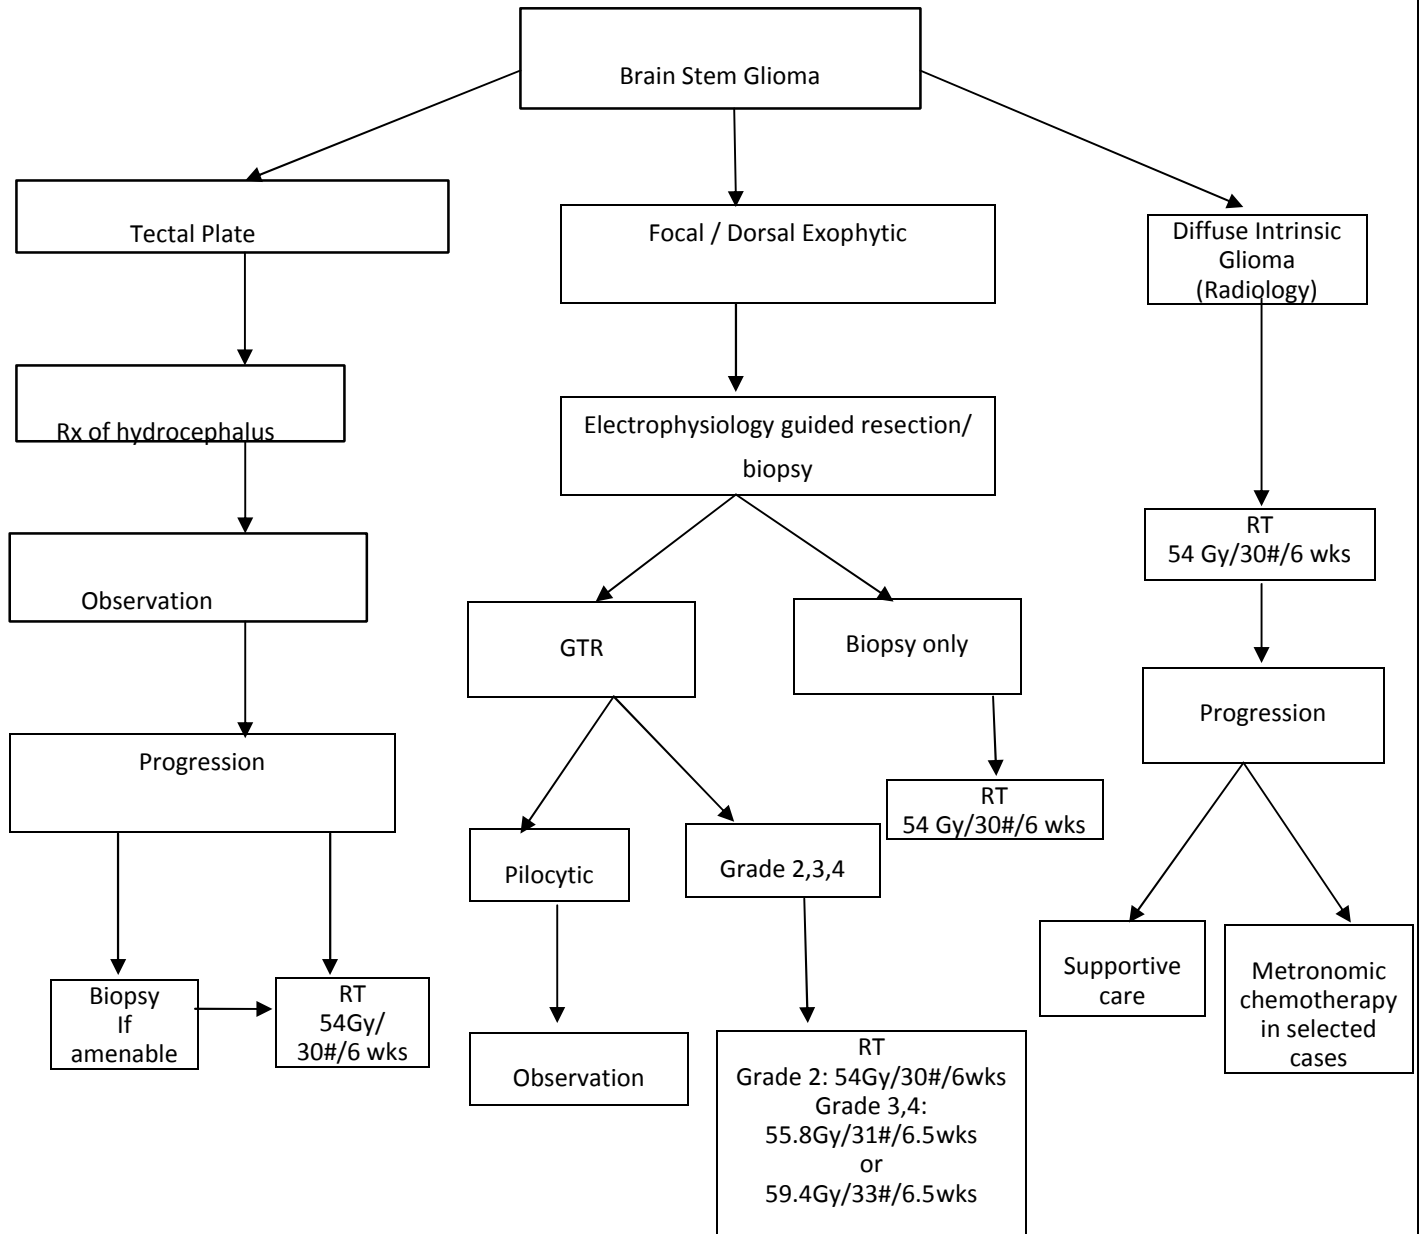 Brain Stem Glioma
Tectal Plate
Focal / Dorsal Exophytic
Diffuse Intrinsic
Glioma
(Radiology)
Rx of hydrocephalus
Electrophysiology guided resection/
biopsy
RT
54 Gy/30#/6 wks
Observation
GTR
Biopsy only
Progression
Progression
RT
54 Gy/30#/6 wks
Pilocytic
Grade 2,3,4
Biopsy
If
amenable
RT
54Gy/
30#/6 wks
Supportive
care
Metronomic
chemotherapy
in selected
cases
Observation
RT
Grade 2: 54Gy/30#/6wks
Grade 3,4:
55.8Gy/31#/6.5wks
or
59.4Gy/33#/6.5wks